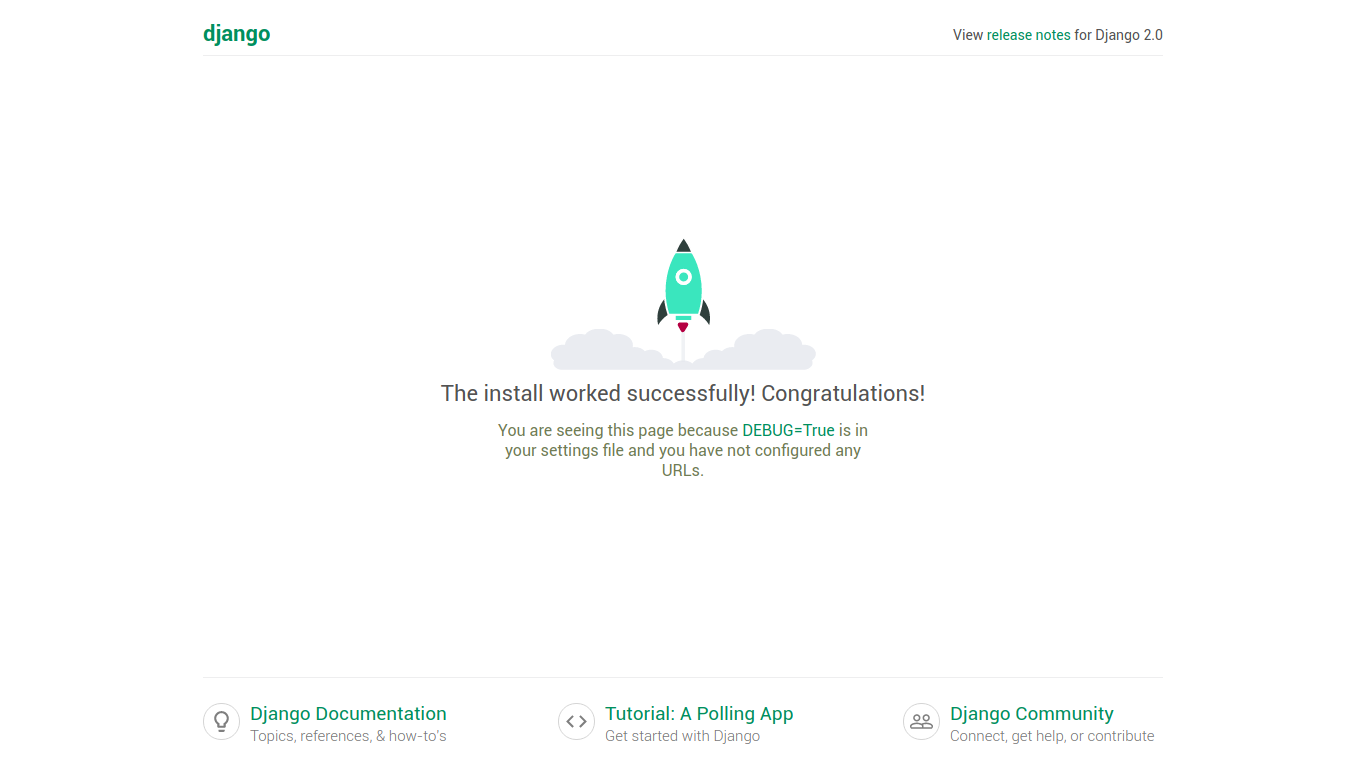 django
View release notes for Django 2.0
The install worked successfully! Congratulations!
You are seeing this page because DEBUG=True is in
your settings file and you have not configured any
URLs.
Django Documentation
Topics, references, & how-to's
Tutorial: A Polling App
Get started with Django
Django Community
Connect, get help, or contribute